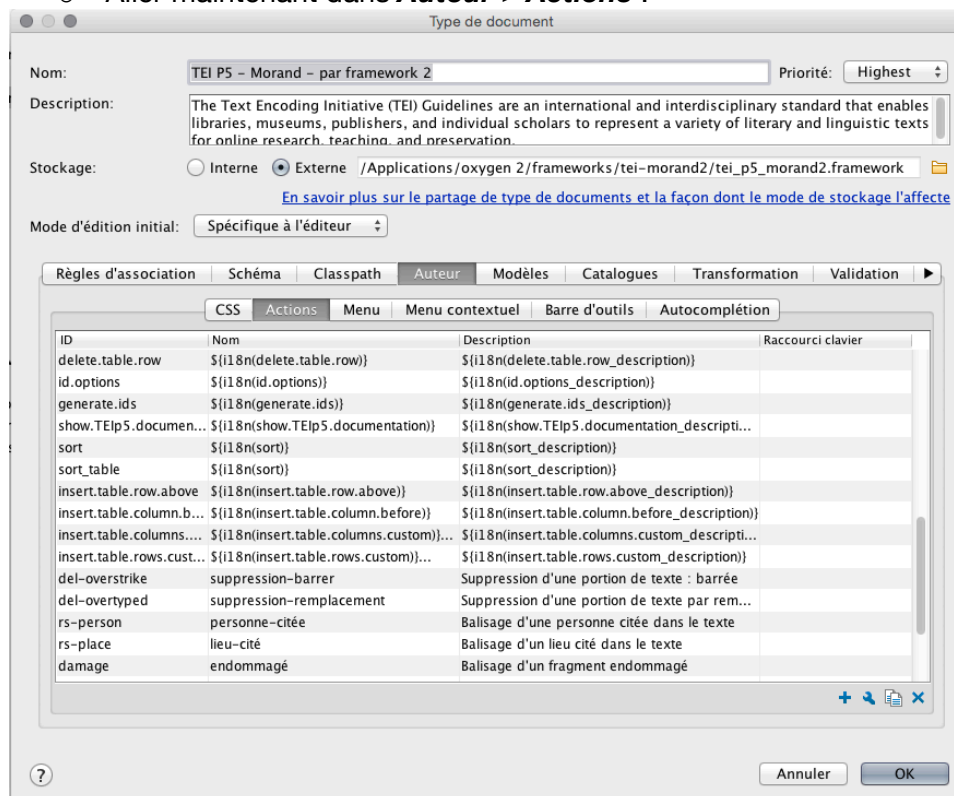 ○ Aller maintenant dans Auteur > Actions :
Type de document
Nom: TEI P5 – Morand – par framework 2 Priorité: Highest
Description: The Text Encoding Initiative (TEI) Guidelines are an international and interdisciplinary standard that enables
libraries, museums, publishers, and individual scholars to represent a variety of literary and linguistic texts
for online research, teaching, and preservation.
Stockage: Interne Externe /Applications/oxygen 2/frameworks/tei-morand2/tei_p5_morand2.framework
En savoir plus sur le partage de type de documents et la façon dont le mode de stockage l'affecte
Mode d'édition initial: Spécifique à l'éditeur
Règles d'association Schéma Classpath Auteur Modèles Catalogues Transformation Validation
CSS Actions Menu Menu contextuel Barre d'outils Autocomplétion
ID Nom Description Raccourci clavier
delete.table.row ${i18n(delete.table.row)} ${i18n(delete.table.row_description)}
id.options ${i18n(id.options)} ${i18n(id.options_description)}
generate.ids ${i18n(generate.ids)} ${i18n(generate.ids_description)}
show.TEIp5.documen... ${i18n(show.TEIp5.documentation)} ${i18n(show.TEIp5.documentation_descripti...
sort ${i18n(sort)} ${i18n(sort_description)}
sort_table ${i18n(sort)} ${i18n(sort_description)}
insert.table.row.above ${i18n(insert.table.row.above)} ${i18n(insert.table.row.above_description)}
insert.table.column.b... ${i18n(insert.table.column.before)} ${i18n(insert.table.column.before_description)}
insert.table.columns.... ${i18n(insert.table.columns.custom)}... ${i18n(insert.table.columns.custom_descripti...
insert.table.rows.cust... ${i18n(insert.table.rows.custom)}... ${i18n(insert.table.rows.custom_description)}
del-overstrike suppression-barrer Suppression d'une portion de texte : barrée
del-overtyped suppression-remplacement Suppression d'une portion de texte par rem...
rs-person personne-citée Balisage d'une personne citée dans le texte
rs-place lieu-cité Balisage d'un lieu cité dans le texte
damage endommagé Balisage d'un fragment endommagé
? Annuler OK